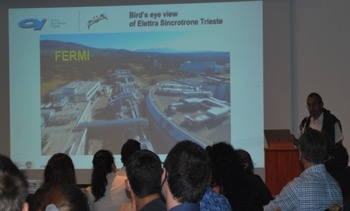 Bird's eye view
of Elettra Sincrotrone Trieste
FERMI